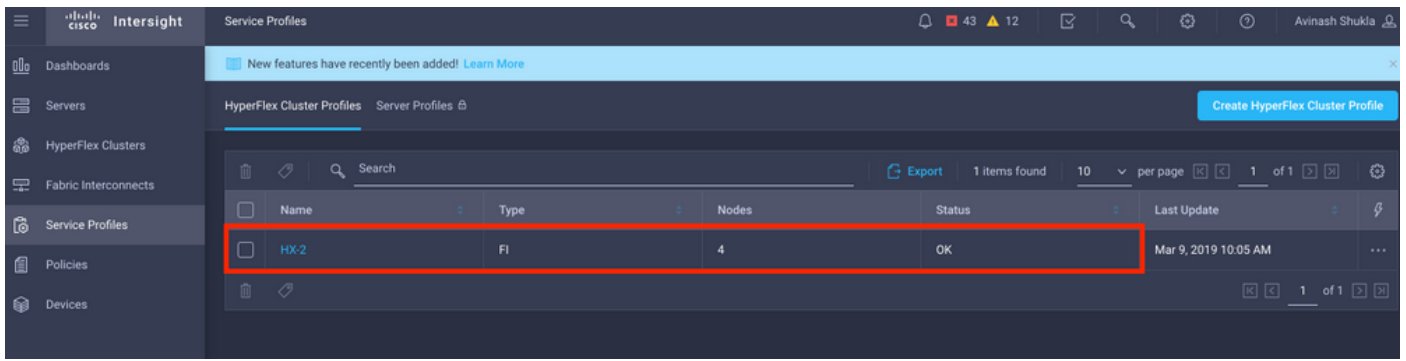 cisco Intersight Service Profiles 43 12 Avinash Shukla
New features have recently been added! Learn More
Dashboards
Servers
HyperFlex Clusters
Fabric Interconnects
Service Profiles
Policies
Devices
HyperFlex Cluster Profiles Server Profiles Create HyperFlex Cluster Profile
Search Export 1 items found 10 per page 1 of 1
Name Type Nodes Status Last Update
HX-2 FI 4 OK Mar 9, 2019 10:05 AM
1 of 1